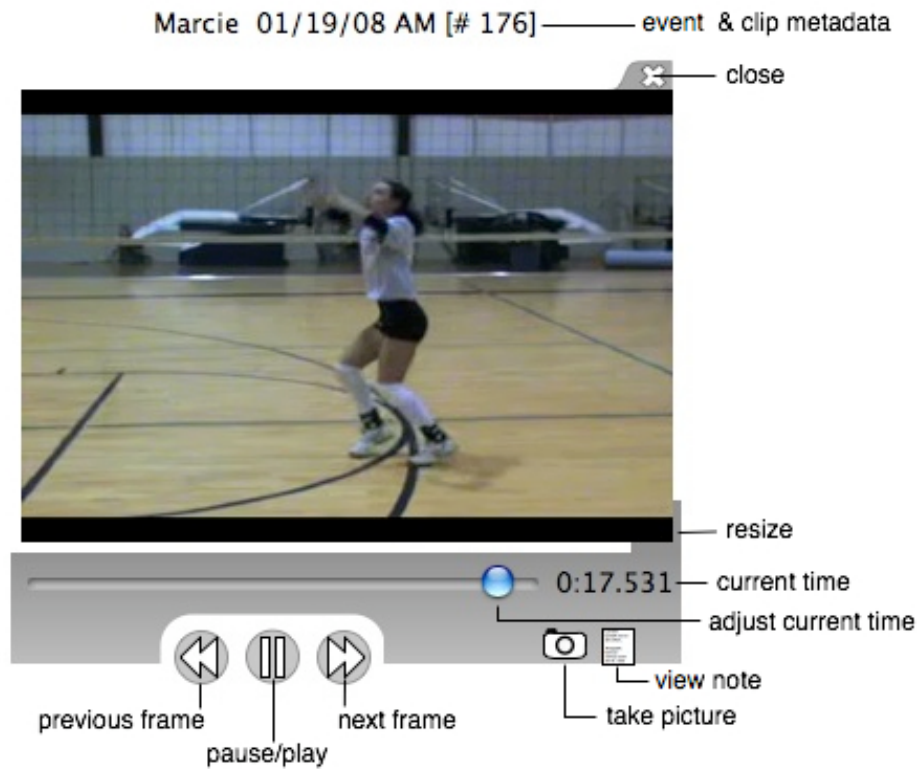 Marcie 01/19/08 AM [# 176]
event & clip metadata
close
resize
0:17.531
current time
adjust current time
view note
take picture
previous frame
next frame
pause/play